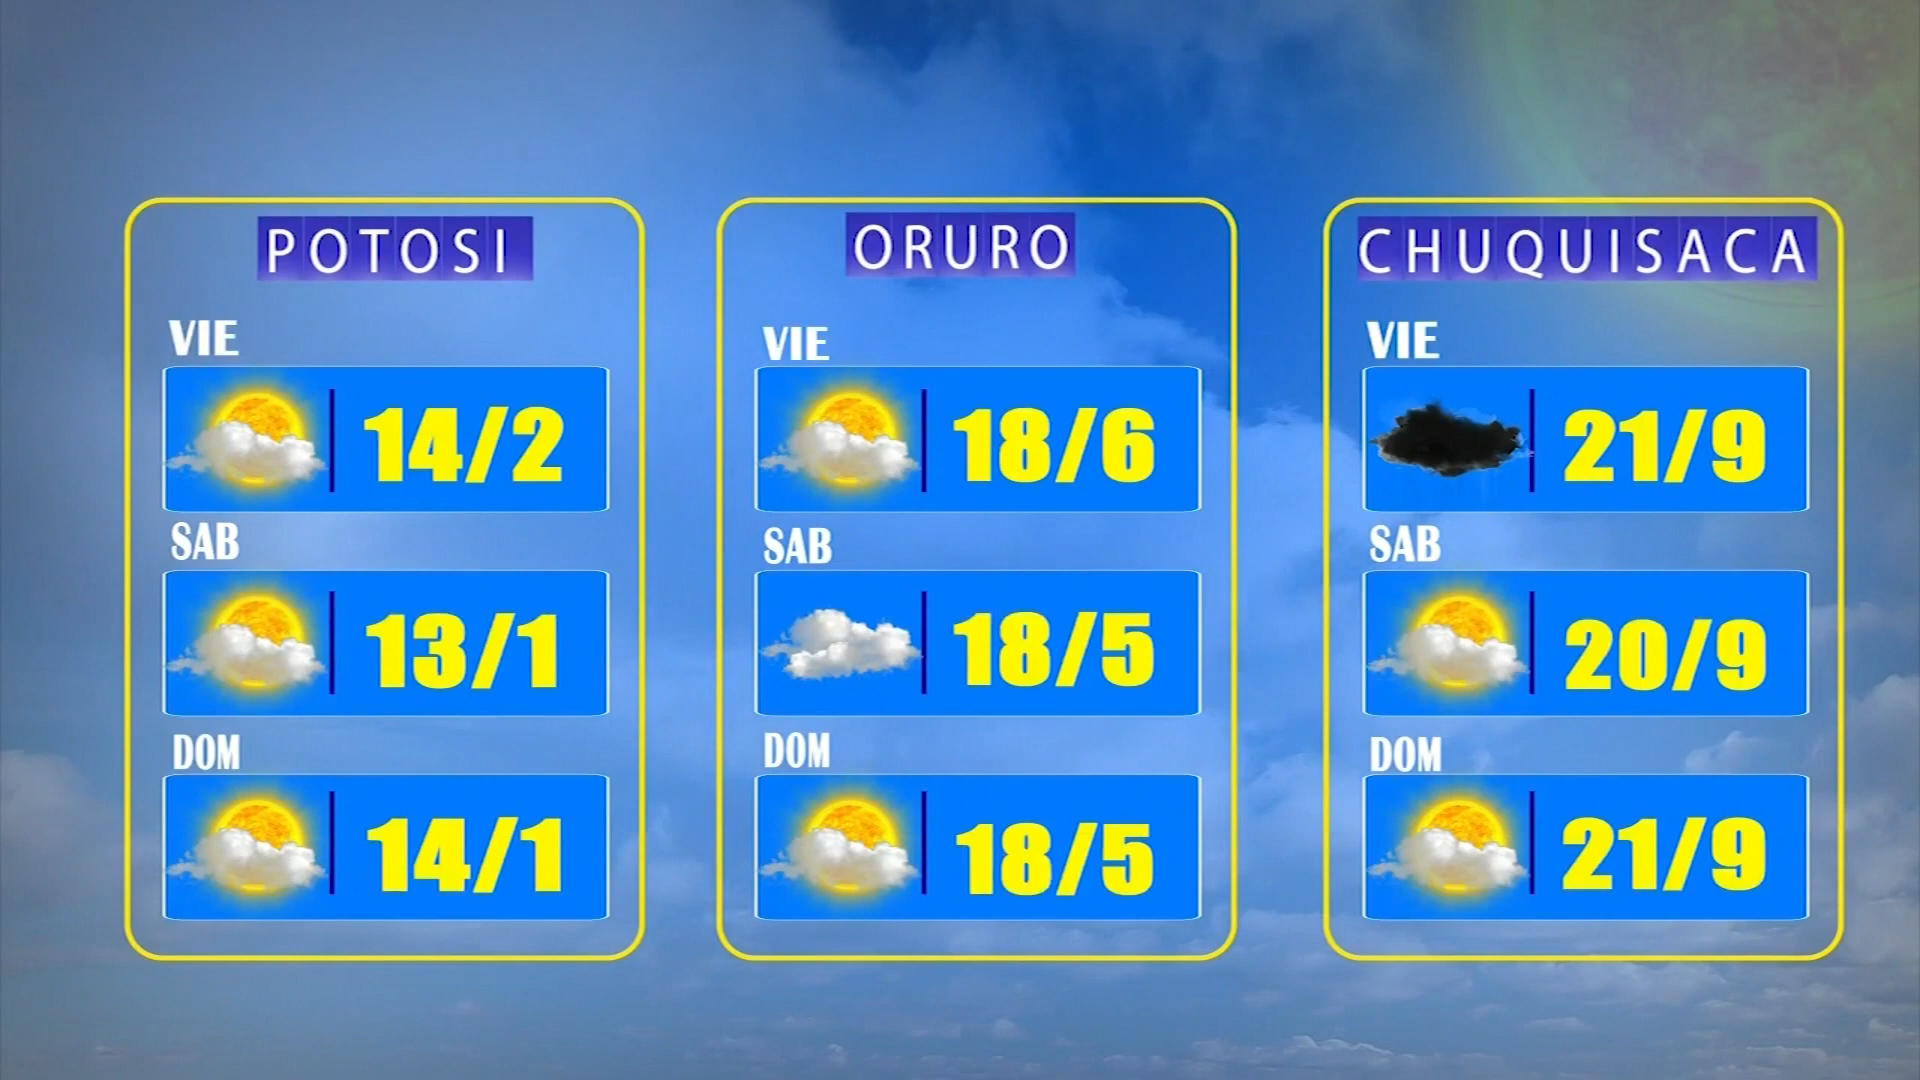 POTOSI
VIE
14/2
SAB
13/1
DOM
14/1
ORURO
VIE
18/6
SAB
18/5
DOM
18/5
CHUQUISACA
VIE
21/9
SAB
20/9
DOM
21/9